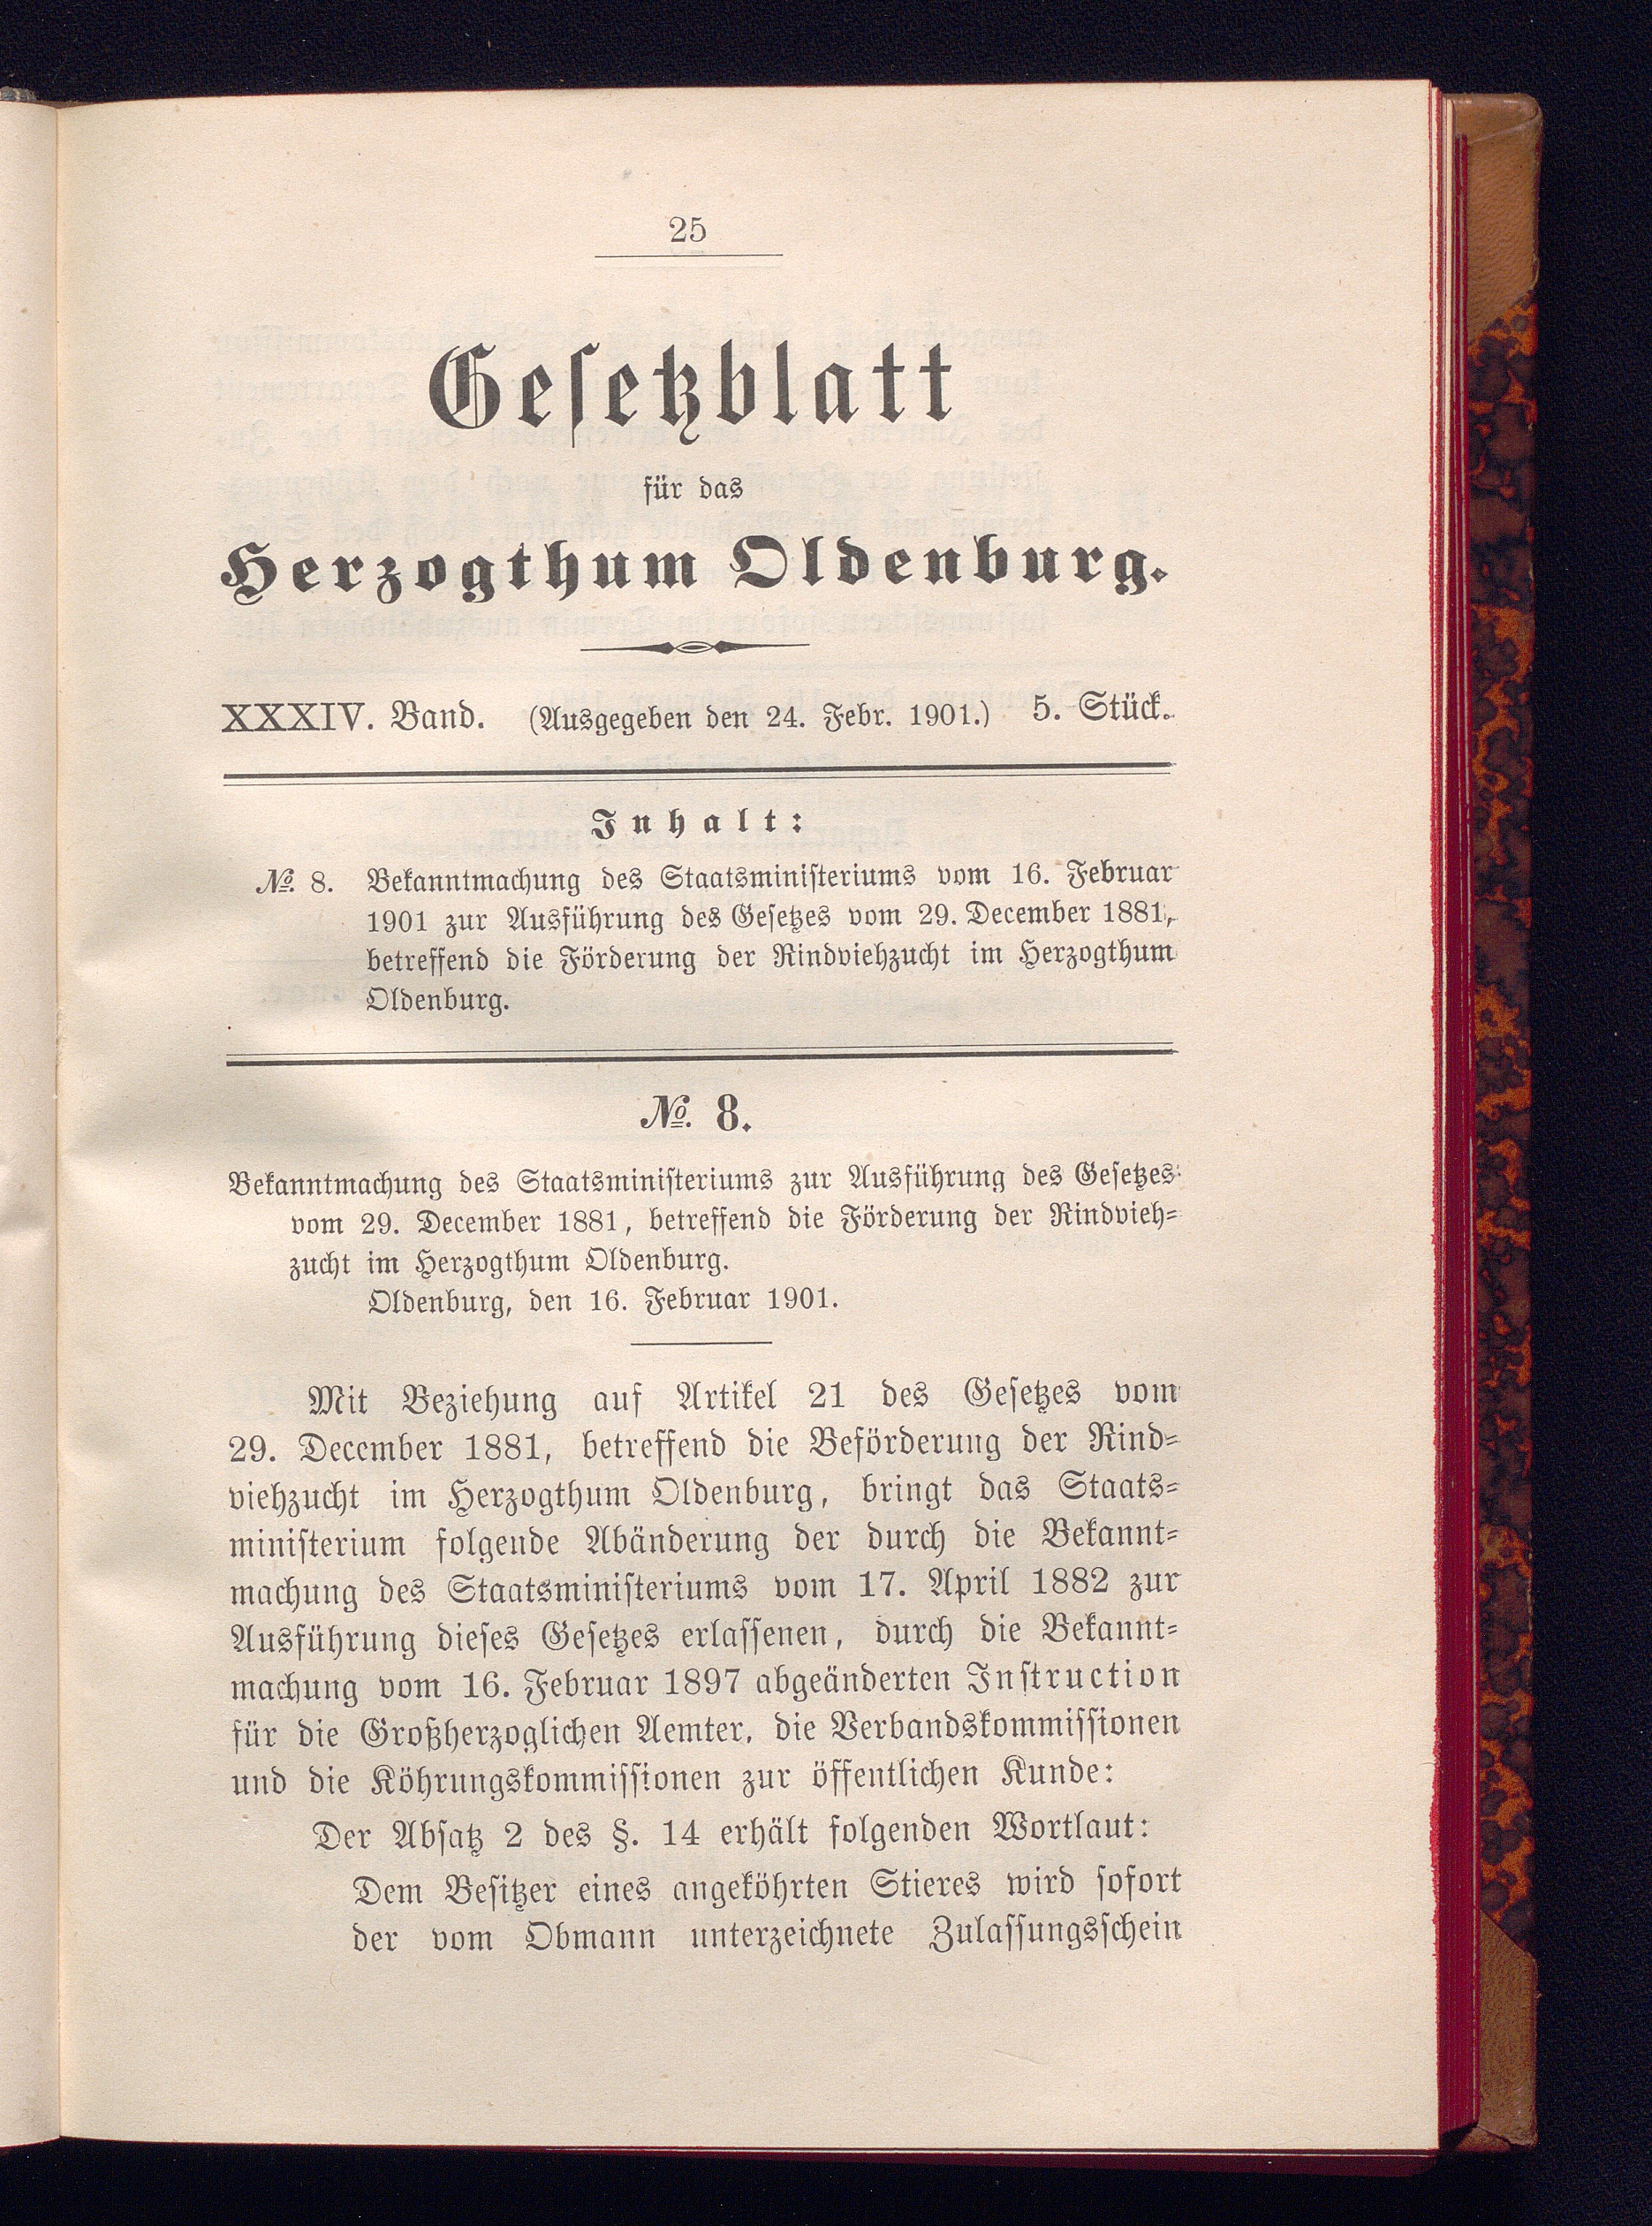 25
Gesetzblatt
für das
Herzogthum Oldenburg.
XXXIV. Band. (Ausgegeben den 24. Febr. 1901.) 5. Stück.
Inhalt:
№. 8. Bekanntmachung des Staatsministeriums vom 16. Februar
1901 zur Ausführung des Gesetzes vom 29. December 1881,
betreffend die Förderung der Rindviehzucht im Herzogthum
Oldenburg.
№. 8.
Bekanntmachung des Staatsministeriums zur Ausführung des Gesetzes
vom 29. December 1881, betreffend die Förderung der Rindvieh-
zucht im Herzogthum Oldenburg.
Oldenburg, den 16. Februar 1901.
Mit Beziehung auf Artikel 21 des Gesetzes vom
29. December 1881, betreffend die Beförderung der Rind-
viehzucht im Herzogthum Oldenburg, bringt das Staats-
ministerium folgende Abänderung der durch die Bekannt-
machung des Staatsministeriums vom 17. April 1882 zur
Ausführung dieses Gesetzes erlassenen, durch die Bekannt-
machung vom 16. Februar 1897 abgeänderten Instruction
für die Großherzoglichen Aemter, die Verbandskommissionen
und die Köhrungskommissionen zur öffentlichen Kunde:
Der Absatz 2 des §. 14 erhält folgenden Wortlaut:
Dem Besitzer eines angeköhrten Stieres wird sofort
der vom Obmann unterzeichnete Zulassungsschein